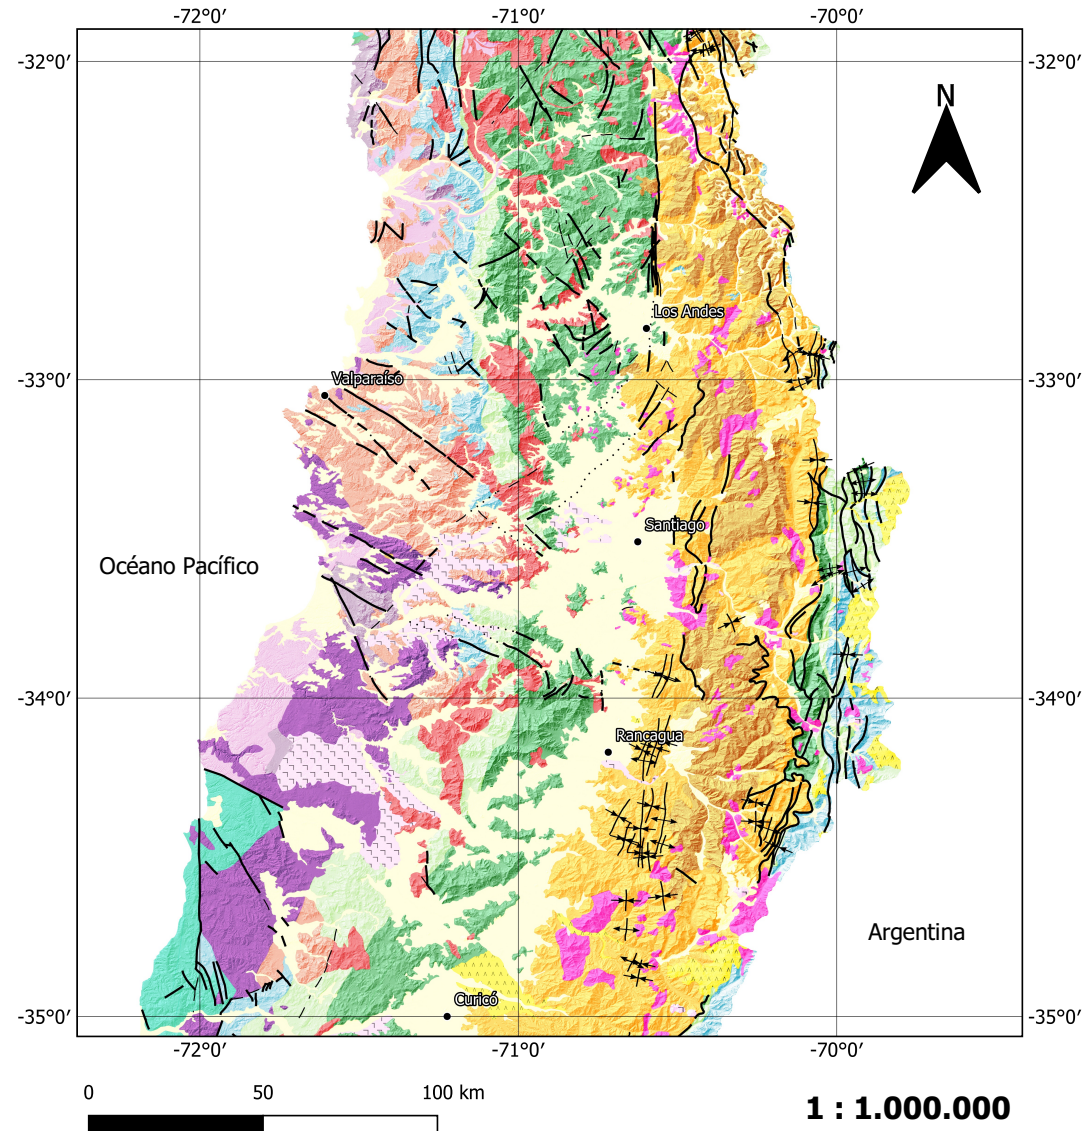 -72°0′ -71°0′ -70°0′
-32°0′ -32°0′
N
Los Andes
-33°0′ -33°0′
Valparaíso
Santiago
Océano Pacífico
-34°0′ -34°0′
Rancagua
Argentina
Curicó
-35°0′ -35°0′
-72°0′ -71°0′ -70°0′
0 50 100 km
1 : 1.000.000